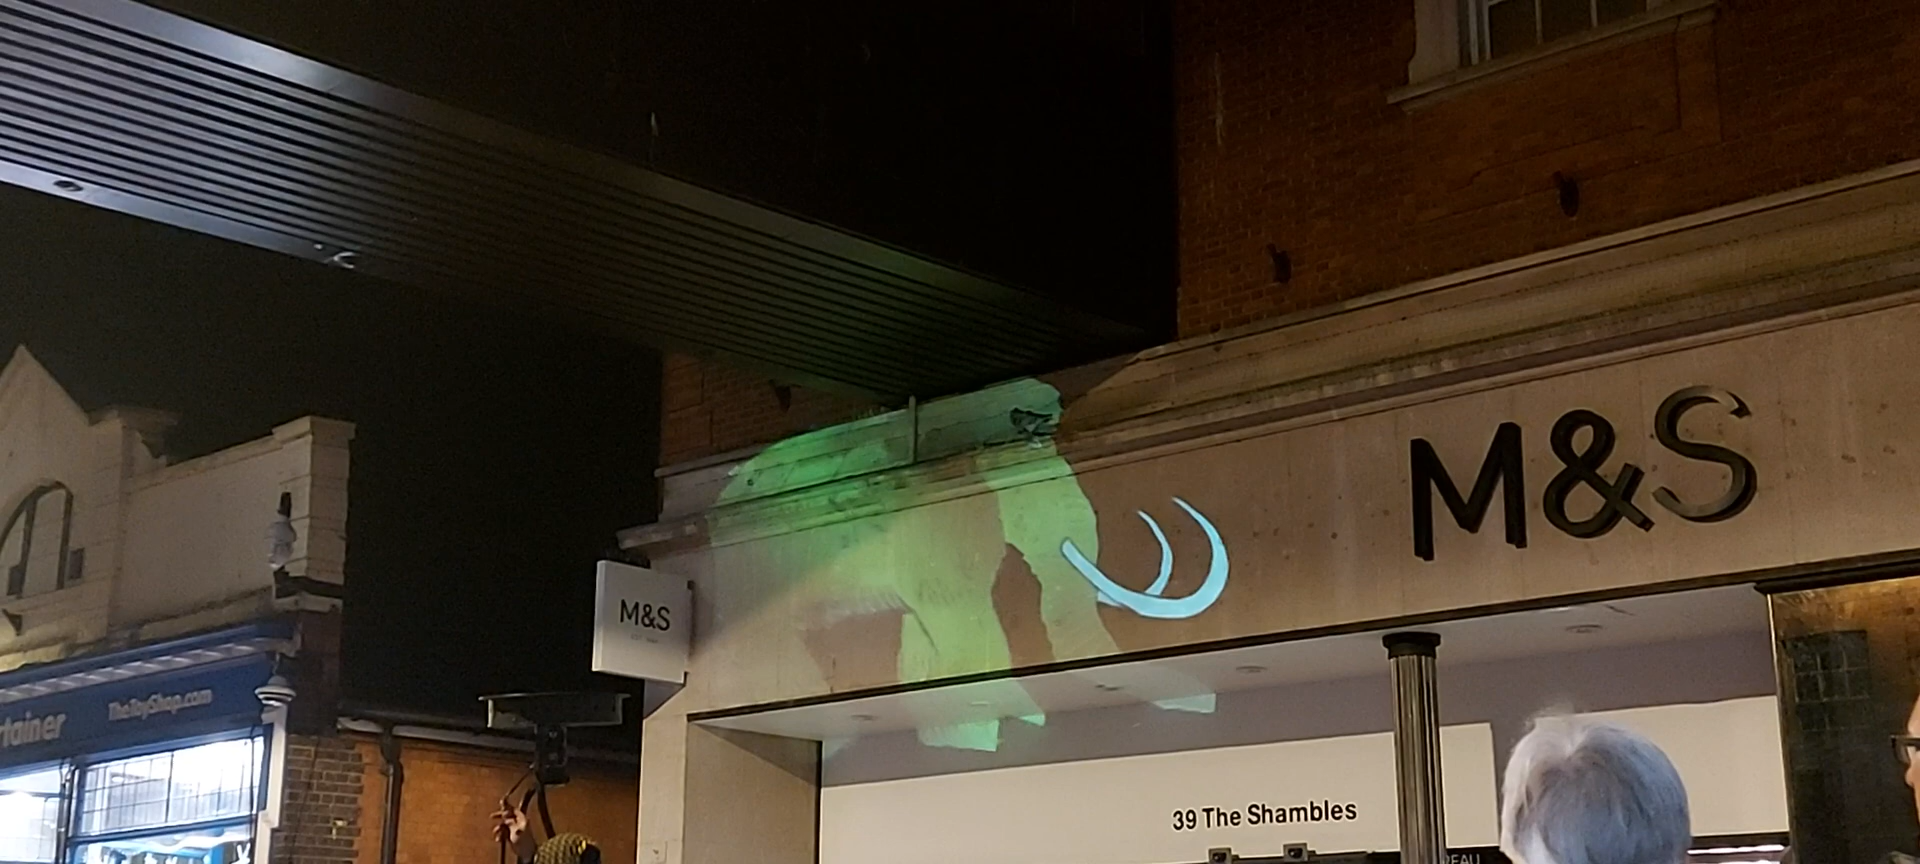 M&S
M&S
rtainer
TheToyShop.com
39 The Shambles